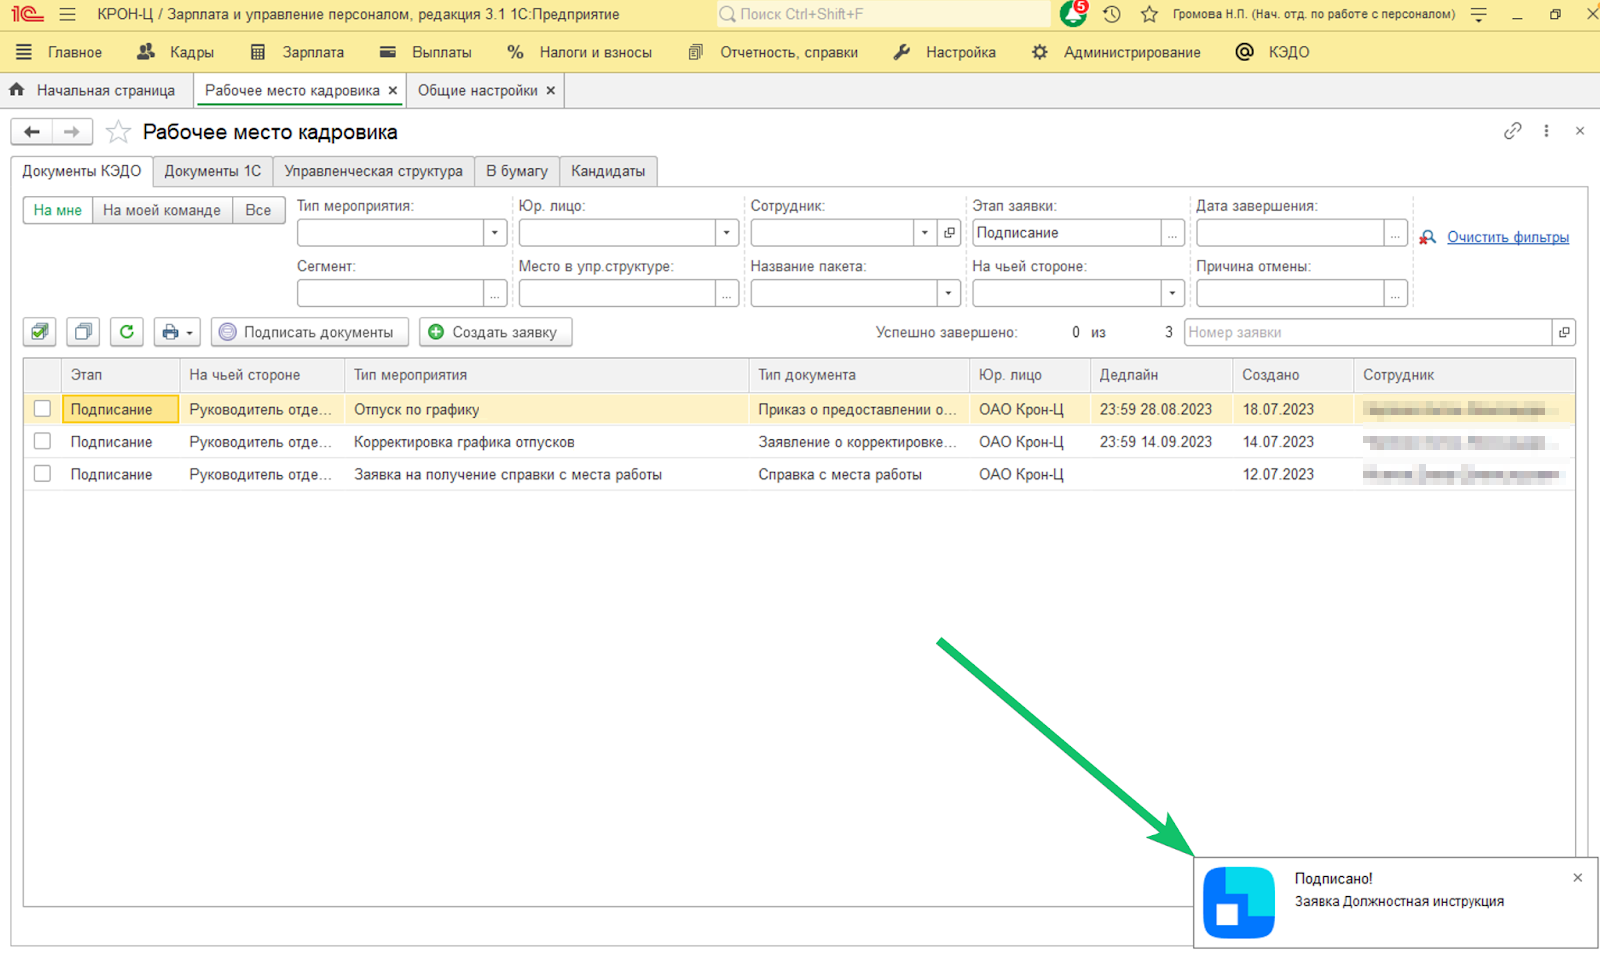 1С КРОН-Ц / Зарплата и управление персоналом, редакция 3.1 1С:Предприятие Поиск Ctrl+Shift+F 5 Громова Н.П. (Нач. отд. по работе с персоналом)
Главное Кадры Зарплата Выплаты % Налоги и взносы Отчетность, справки Настройка Администрирование @ КЭДО
Начальная страница Рабочее место кадровика × Общие настройки ×
Рабочее место кадровика
Документы КЭДО Документы 1С Управленческая структура В бумагу Кандидаты
На мне На моей команде Все Тип мероприятия: Юр. лицо: Сотрудник: Этап заявки: Дата завершения:
Подписание ... ... Очистить фильтры
Сегмент: Место в упр.структуре: Название пакета: На чьей стороне: Причина отмены:
... ... ...
Подписать документы Создать заявку Успешно завершено: 0 из 3 Номер заявки
Этап На чьей стороне Тип мероприятия Тип документа Юр. лицо Дедлайн Создано Сотрудник
Подписание Руководитель отде... Отпуск по графику Приказ о предоставлении о... ОАО Крон-Ц 23:59 28.08.2023 18.07.2023
Подписание Руководитель отде... Корректировка графика отпусков Заявление о корректировке... ОАО Крон-Ц 23:59 14.09.2023 14.07.2023
Подписание Руководитель отде... Заявка на получение справки с места работы Справка с места работы ОАО Крон-Ц 12.07.2023
Подписано!
Заявка Должностная инструкция